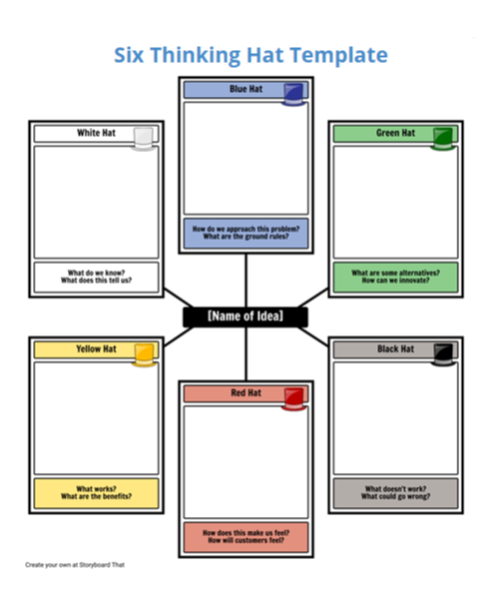 Six Thinking Hat Template
Blue Hat
How do we approach this problem?
What are the ground rules?
White Hat
What do we know?
What does this tell us?
Green Hat
What are some alternatives?
How can we innovate?
[Name of Idea]
Yellow Hat
What works?
What are the benefits?
Red Hat
How does this make us feel?
How will customers feel?
Black Hat
What doesn't work?
What could go wrong?
Create your own at Storyboard That